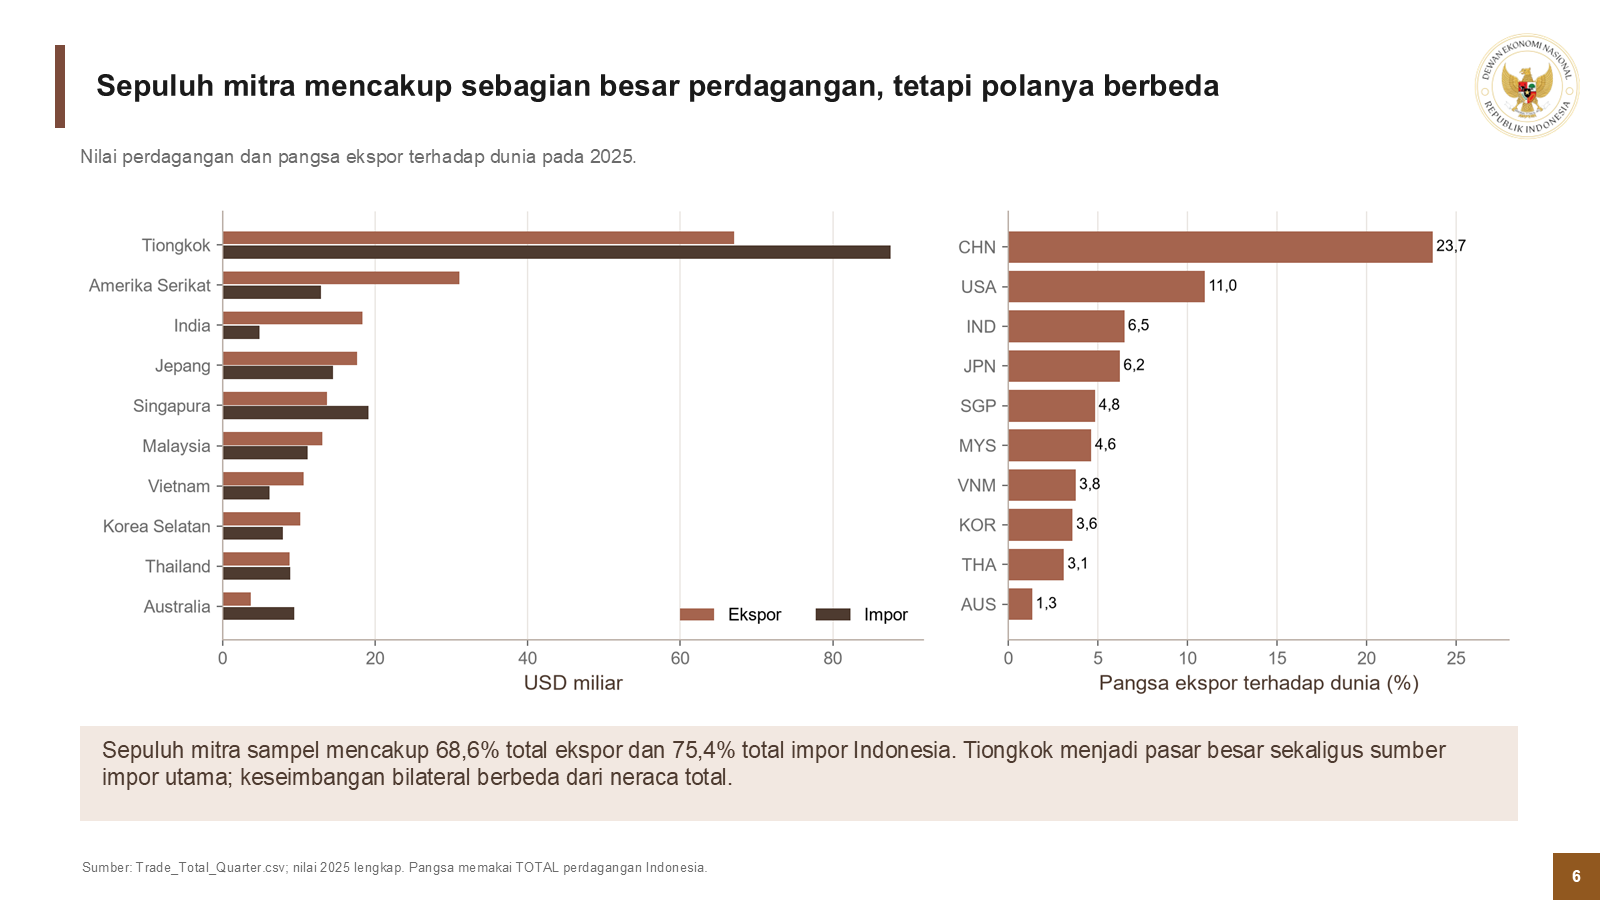 Sepuluh mitra mencakup sebagian besar perdagangan, tetapi polanya berbeda
DEWAN EKONOMI NASIONAL
REPUBLIK INDONESIA
Nilai perdagangan dan pangsa ekspor terhadap dunia pada 2025.
Tiongkok
Amerika Serikat
India
Jepang
Singapura
Malaysia
Vietnam
Korea Selatan
Thailand
Australia
Ekspor
Impor
0 20 40 60 80
USD miliar
CHN 23,7
USA 11,0
IND 6,5
JPN 6,2
SGP 4,8
MYS 4,6
VNM 3,8
KOR 3,6
THA 3,1
AUS 1,3
0 5 10 15 20 25
Pangsa ekspor terhadap dunia (%)
Sepuluh mitra sampel mencakup 68,6% total ekspor dan 75,4% total impor Indonesia. Tiongkok menjadi pasar besar sekaligus sumber
impor utama; keseimbangan bilateral berbeda dari neraca total.
Sumber: Trade_Total_Quarter.csv; nilai 2025 lengkap. Pangsa memakai TOTAL perdagangan Indonesia.
6